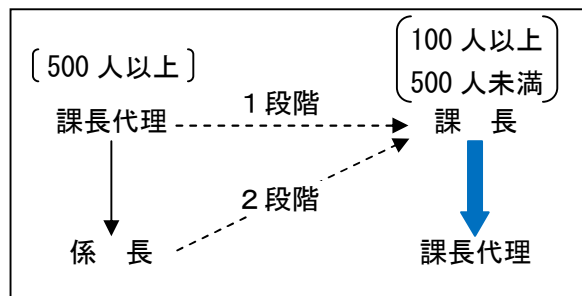 〔500 人以上〕
100 人以上
500 人未満
課長代理
1段階
課　長
2段階
係　長
課長代理